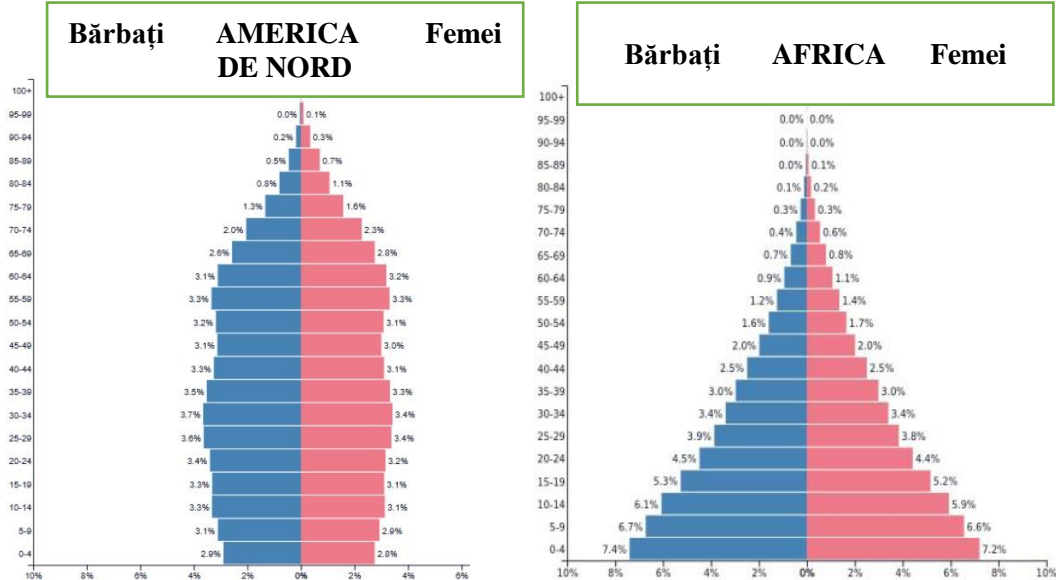 Bărbați AMERICA Femei
DE NORD
100+
95-99 0.0% 0.1%
90-94 0.2% 0.3%
85-89 0.5% 0.7%
80-84 0.8% 1.1%
75-79 1.3% 1.6%
70-74 2.0% 2.3%
65-69 2.6% 2.8%
60-64 3.1% 3.2%
55-59 3.3% 3.3%
50-54 3.2% 3.1%
45-49 3.1% 3.0%
40-44 3.3% 3.1%
35-39 3.5% 3.3%
30-34 3.7% 3.4%
25-29 3.6% 3.4%
20-24 3.4% 3.2%
15-19 3.3% 3.1%
10-14 3.3% 3.1%
5-9 3.1% 2.9%
0-4 2.9% 2.8%
10% 8% 6% 4% 2% 0% 2% 4% 6%
Bărbați AFRICA Femei
100+
95-99 0.0% 0.0%
90-94 0.0% 0.0%
85-89 0.0% 0.1%
80-84 0.1% 0.2%
75-79 0.3% 0.3%
70-74 0.4% 0.6%
65-69 0.7% 0.8%
60-64 0.9% 1.1%
55-59 1.2% 1.4%
50-54 1.6% 1.7%
45-49 2.0% 2.0%
40-44 2.5% 2.5%
35-39 3.0% 3.0%
30-34 3.4% 3.4%
25-29 3.9% 3.8%
20-24 4.5% 4.4%
15-19 5.3% 5.2%
10-14 6.1% 5.9%
5-9 6.7% 6.6%
0-4 7.4% 7.2%
10% 8% 6% 4% 2% 0% 2% 4% 6% 8% 10%